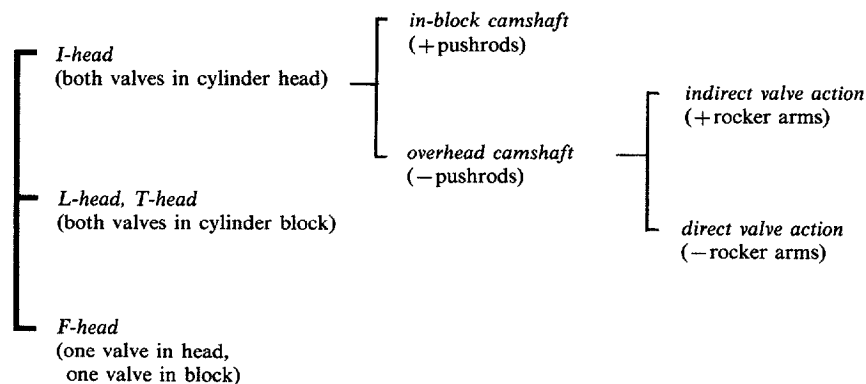 I-head
(both valves in cylinder head)
in-block camshaft
(+pushrods)
overhead camshaft
(−pushrods)
indirect valve action
(+rocker arms)
direct valve action
(−rocker arms)
L-head, T-head
(both valves in cylinder block)
F-head
(one valve in head,
one valve in block)